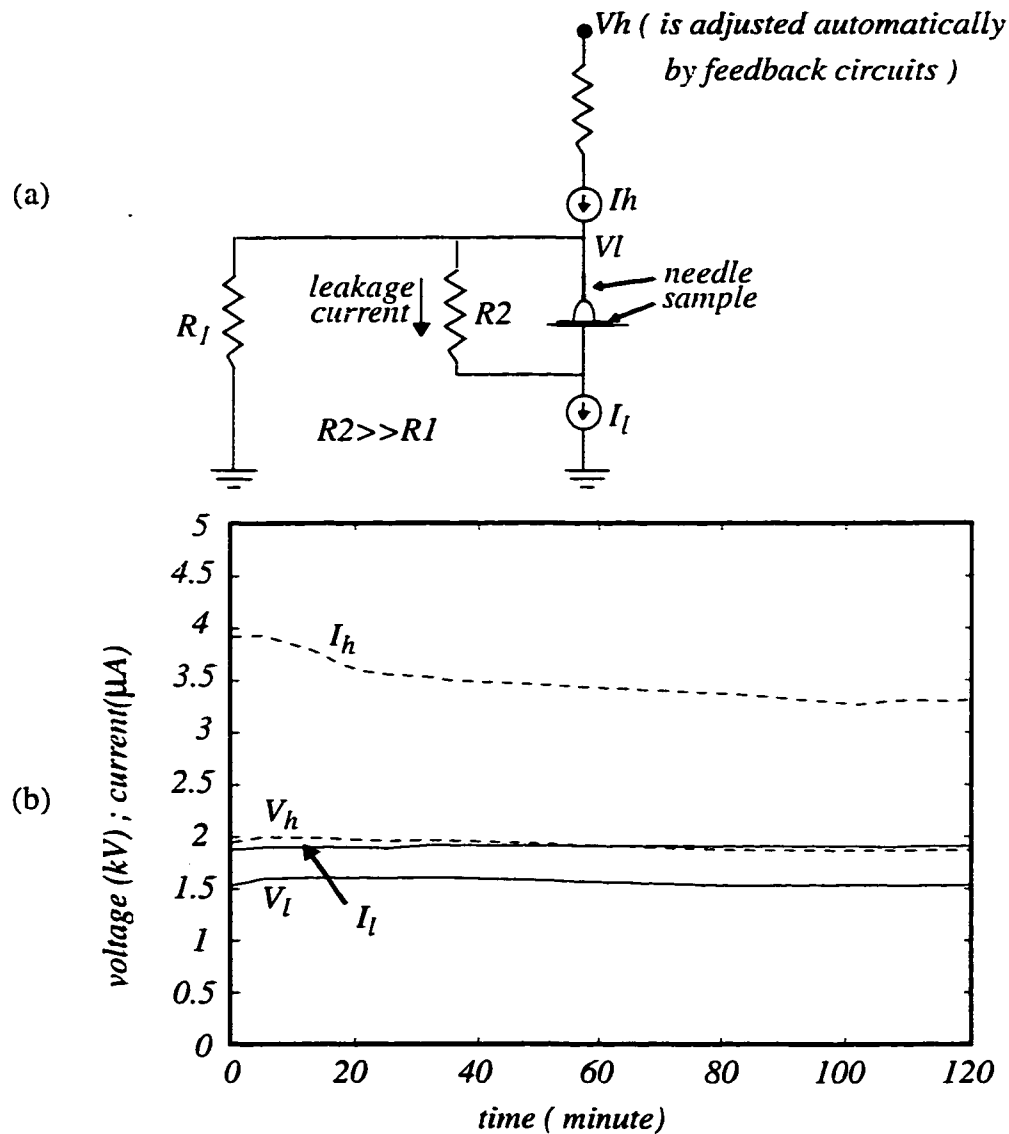 Vh ( is adjusted automatically
by feedback circuits )
(a)
Ih
Vl
needle
sample
leakage
current
R2
R1
Il
R2>>R1
5
4.5
4
3.5
3
2.5
2
1.5
1
0.5
0
Ih
Vh
Vl
Il
(b)
voltage (kV) ; current(µA)
0
20
40
60
80
100
120
time ( minute)